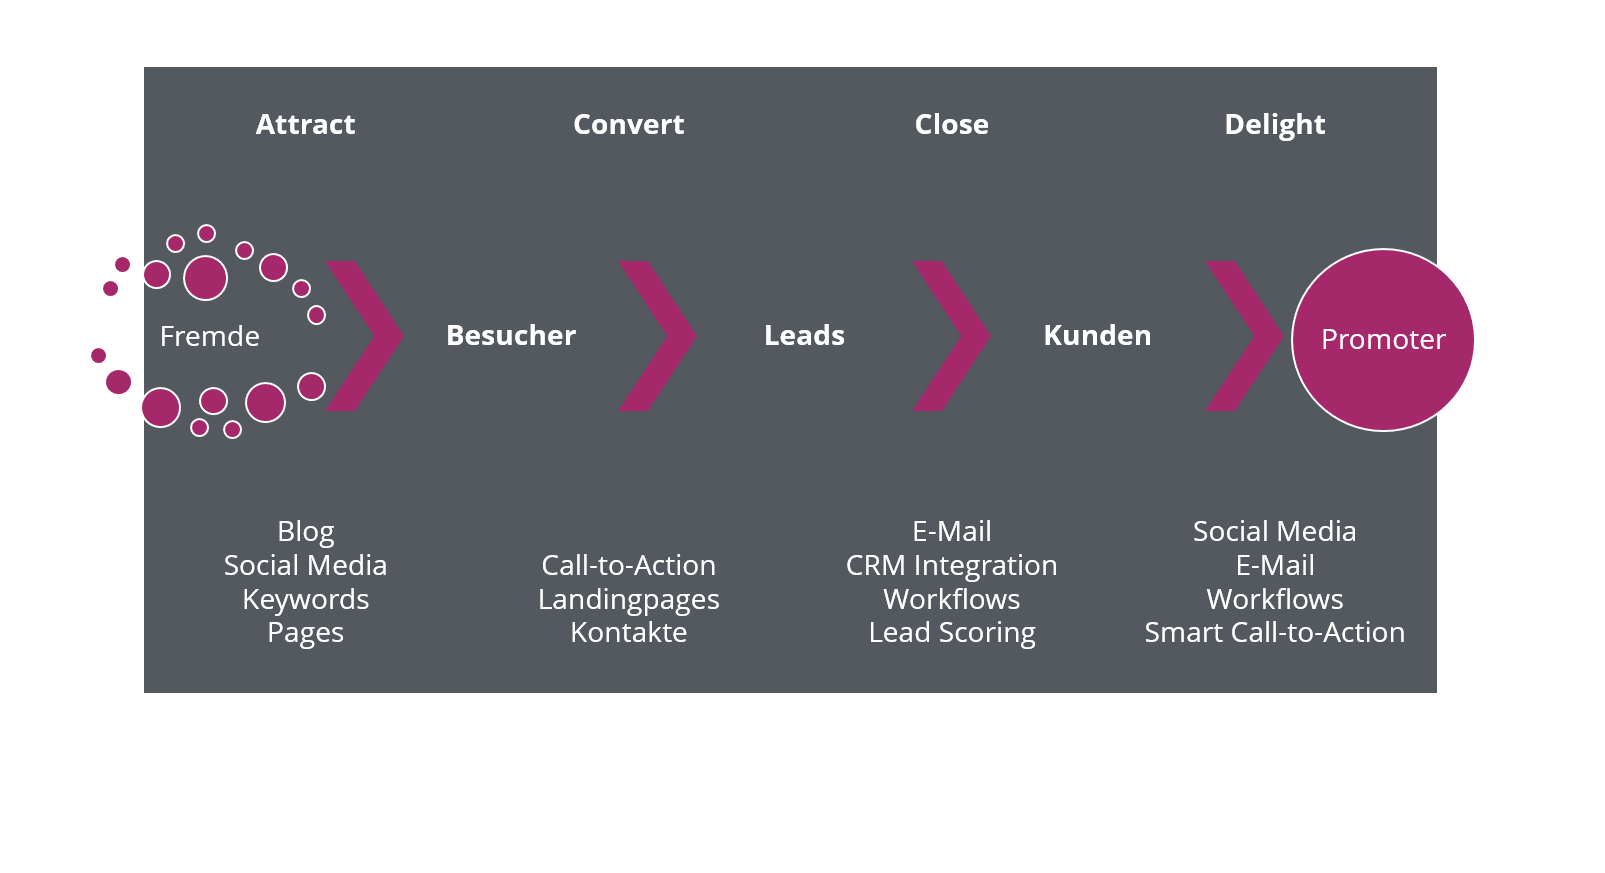 Attract
Convert
Close
Delight
Fremde
Besucher
Leads
Kunden
Promoter
Blog
Social Media
Keywords
Pages
Call-to-Action
Landingpages
Kontakte
E-Mail
CRM Integration
Workflows
Lead Scoring
Social Media
E-Mail
Workflows
Smart Call-to-Action